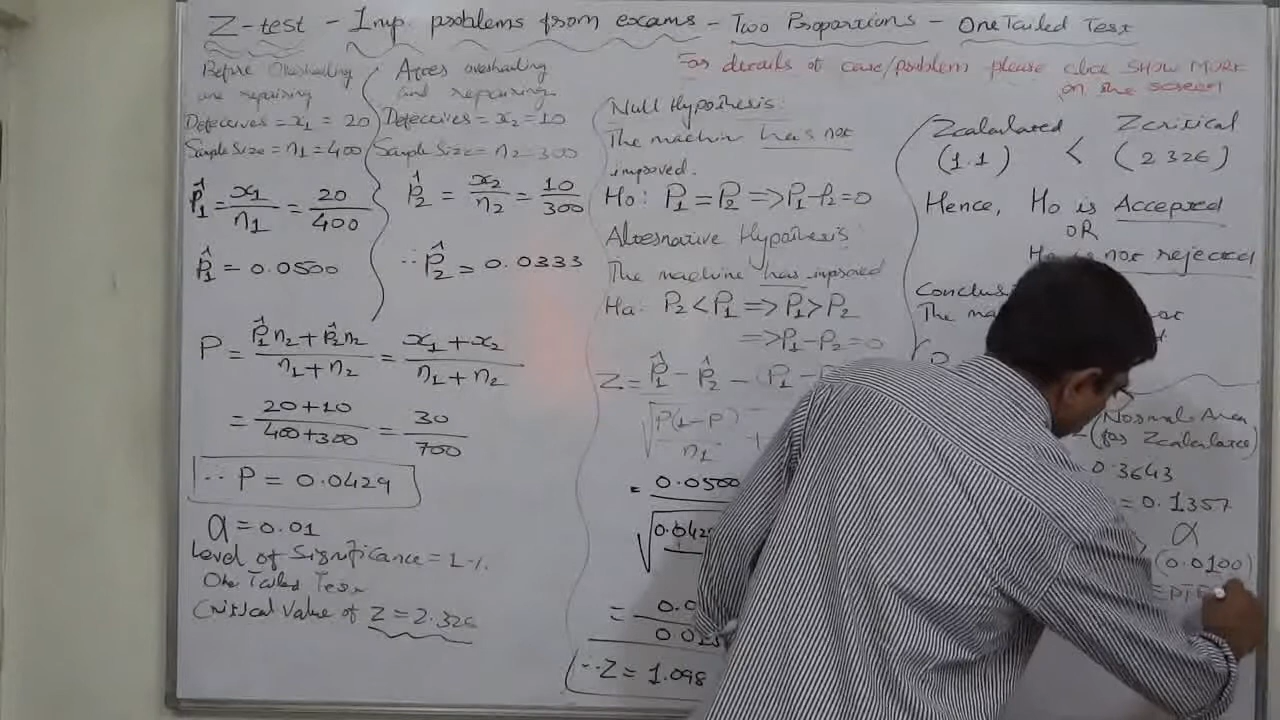 Z-test - Imp. problems from exams - Two Proportions - One Tailed Test
For details of case/problem please click SHOW MORE
on the screen
Before Overhauling
and repairing
Defectives = x1 = 20
Sample Size = n1 = 400
p̂1 = x1/n1 = 20/400
p̂1 = 0.0500
After overhauling
and repairing
Defectives = x2 = 10
Sample Size = n2 = 300
p̂2 = x2/n2 = 10/300
∴ p̂2 = 0.0333
P = p̂1n2 + p̂2n2 / n1 + n2 = x1 + x2 / n1 + n2
= 20+10 / 400+300 = 30/700
∴ P = 0.0429
α = 0.01
Level of Significance = 1%
One Tailed Test
Critical value of Z = 2.326
Null Hypothesis:
The machin has not
improved.
Ho: P1 = P2 => P1-P2=0
Alternative Hypothesis:
The machine has improved
Ha: P2 < P1 => P1 > P2
=> P1-P2=0
Z = p̂1 - p̂2 - (P1 -
√ P(1-P) / n1 +
= 0.0500
√ 0.042
= 0.0
∴ Z = 1.098
Zcalculated < Zcritical
(1.1) (2.326)
Hence, Ho is Accepted
OR
Ho is not rejected
The ma
Normal Area
(for Zcalculated)
0.3643
= 0.1357
α
(0.0100)